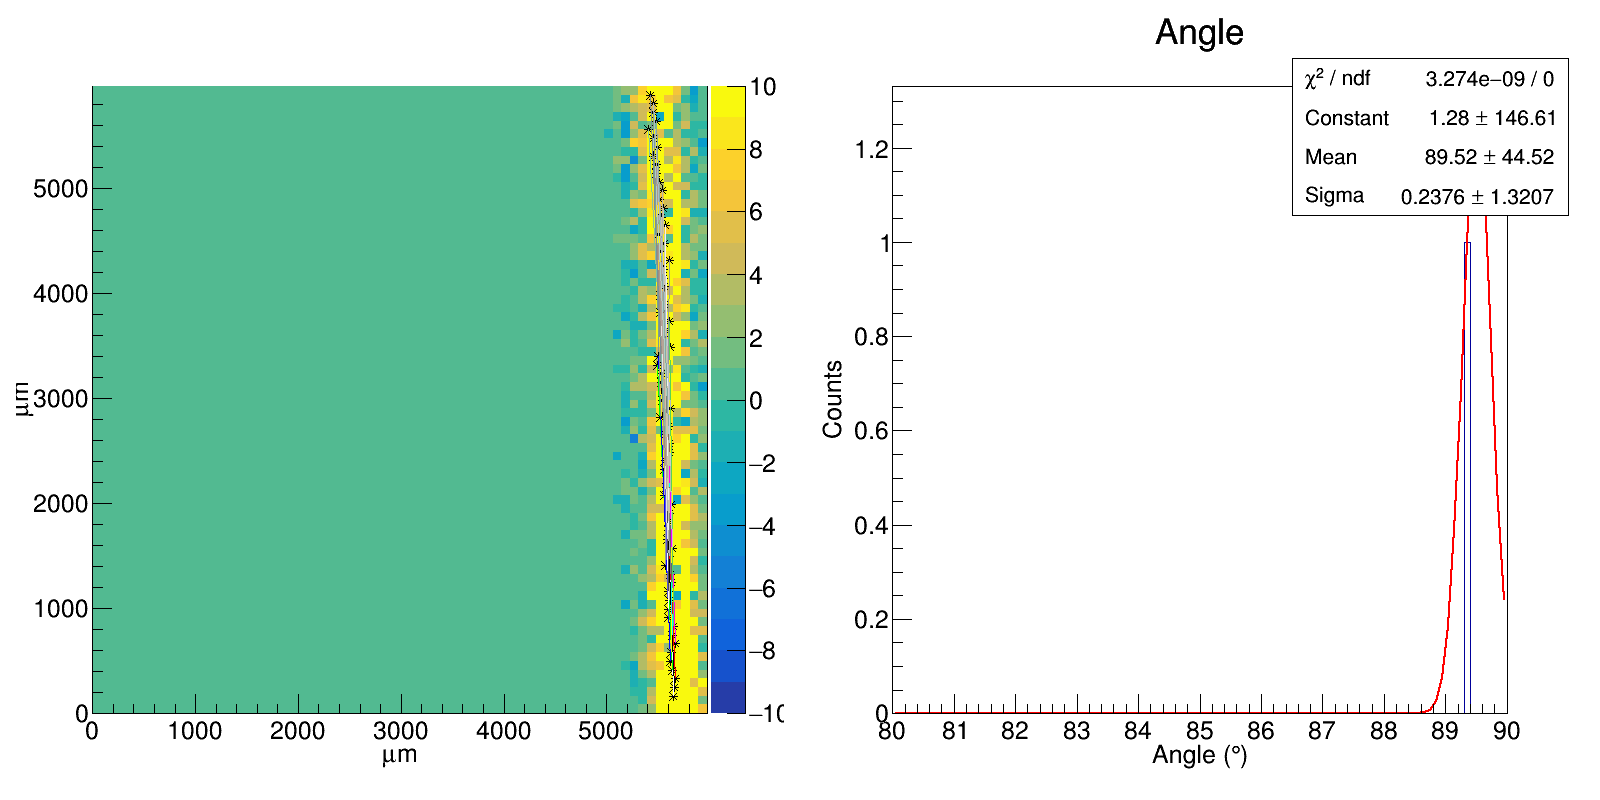 Angle
χ² / ndf 3.274e−09 / 0
Constant 1.28 ± 146.61
Mean 89.52 ± 44.52
Sigma 0.2376 ± 1.3207
μm
5000
4000
3000
2000
1000
0
0 1000 2000 3000 4000 5000
μm
10
8
6
4
2
0
−2
−4
−6
−8
−10
Counts
1.2
1
0.8
0.6
0.4
0.2
0
80 81 82 83 84 85 86 87 88 89 90
Angle (°)